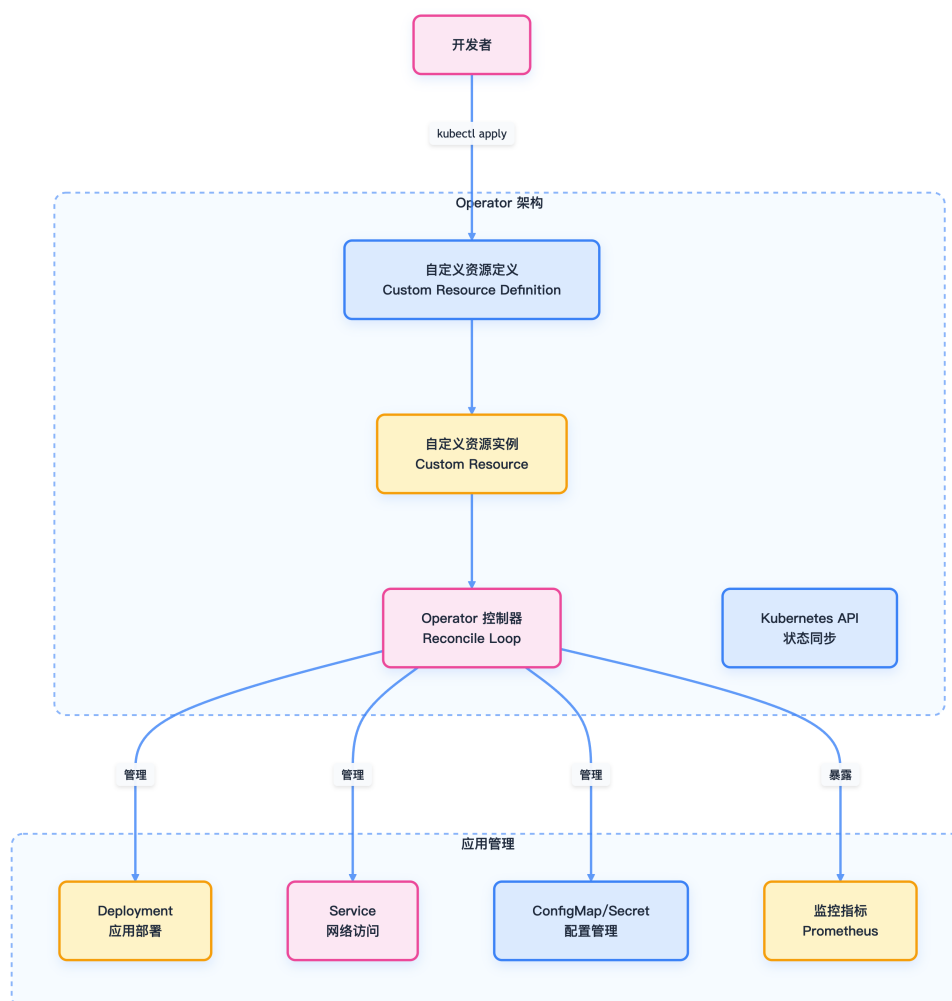 开发者
kubectl apply
Operator 架构
自定义资源定义
Custom Resource Definition
自定义资源实例
Custom Resource
Operator 控制器
Reconcile Loop
Kubernetes API
状态同步
管理
管理
管理
暴露
应用管理
Deployment
应用部署
Service
网络访问
ConfigMap/Secret
配置管理
监控指标
Prometheus